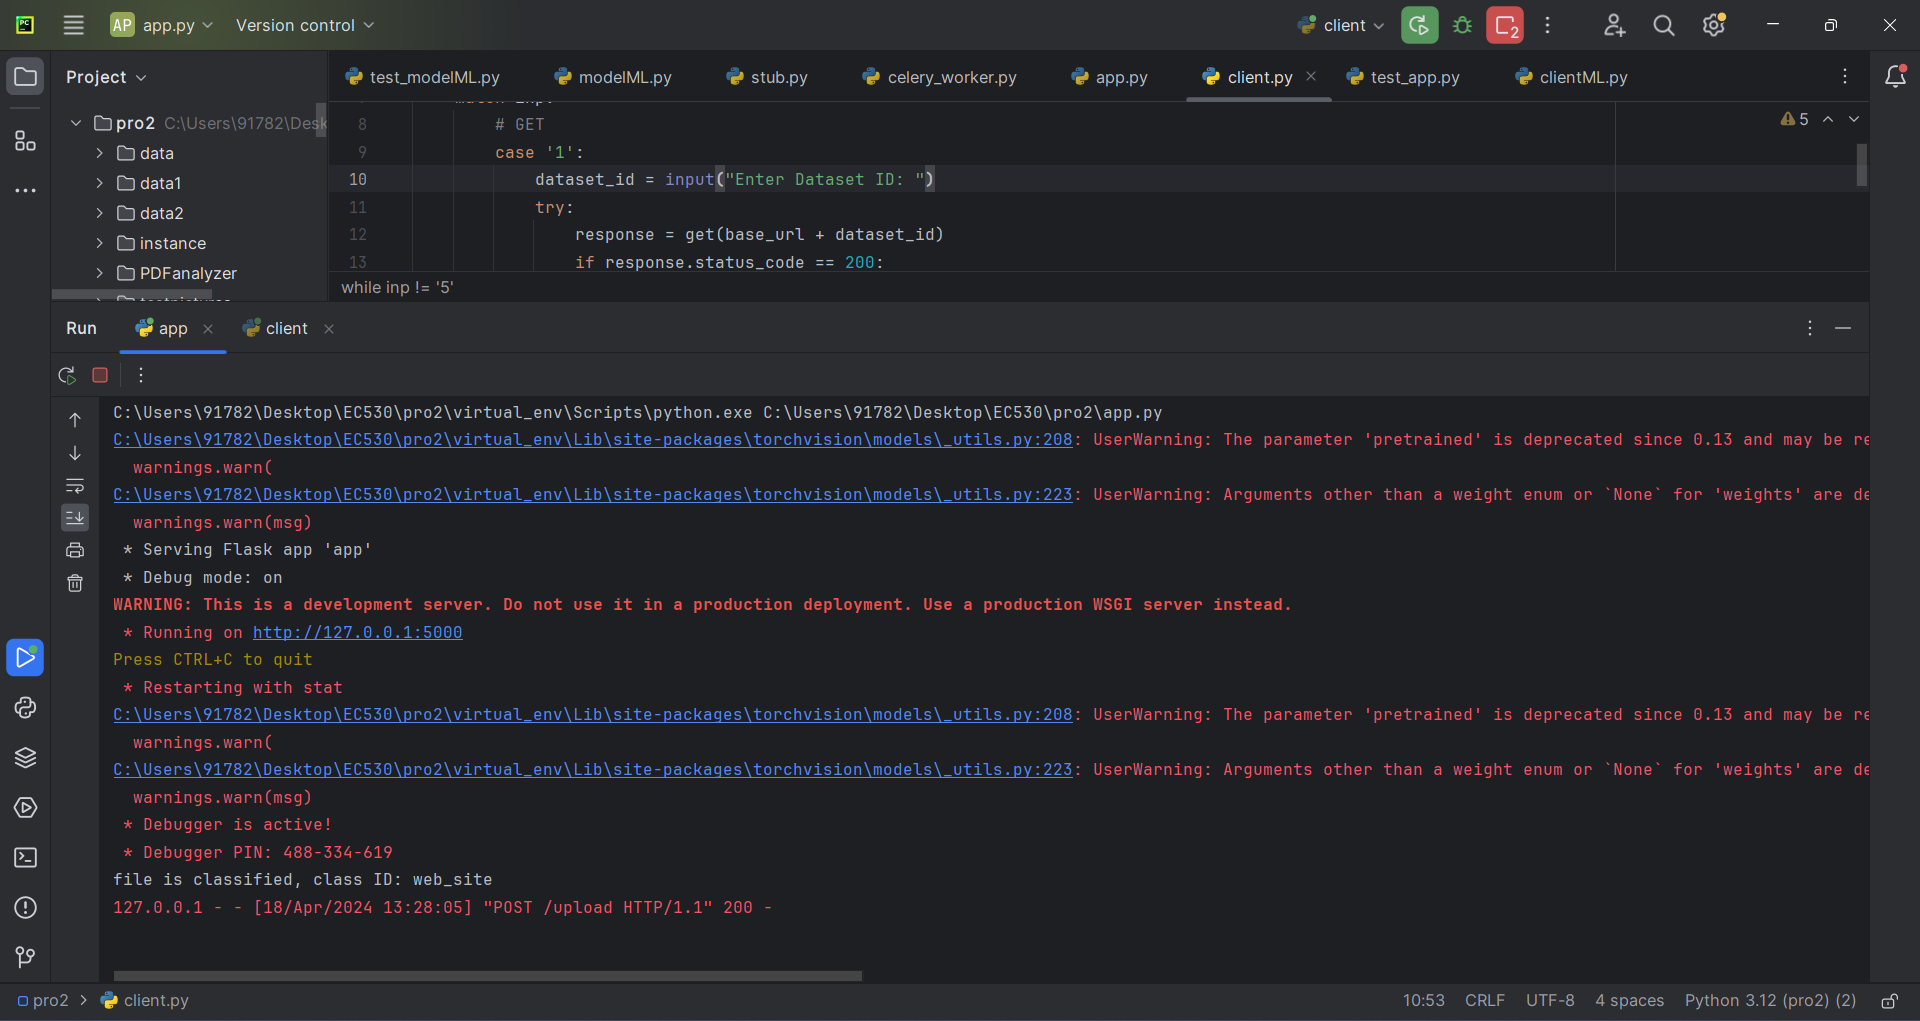 AP app.py Version control client 2
Project
test_modelML.py modelML.py stub.py celery_worker.py app.py client.py test_app.py clientML.py
pro2 C:\Users\91782\Desk
data
data1
data2
instance
PDFanalyzer
8 # GET
9 case '1':
10 dataset_id = input("Enter Dataset ID: ")
11 try:
12 response = get(base_url + dataset_id)
13 if response.status_code == 200:
5
while inp != '5'
Run app client
C:\Users\91782\Desktop\EC530\pro2\virtual_env\Scripts\python.exe C:\Users\91782\Desktop\EC530\pro2\app.py
C:\Users\91782\Desktop\EC530\pro2\virtual_env\Lib\site-packages\torchvision\models\_utils.py:208: UserWarning: The parameter 'pretrained' is deprecated since 0.13 and may be re
warnings.warn(
C:\Users\91782\Desktop\EC530\pro2\virtual_env\Lib\site-packages\torchvision\models\_utils.py:223: UserWarning: Arguments other than a weight enum or `None` for 'weights' are de
warnings.warn(msg)
* Serving Flask app 'app'
* Debug mode: on
WARNING: This is a development server. Do not use it in a production deployment. Use a production WSGI server instead.
* Running on http://127.0.0.1:5000
Press CTRL+C to quit
* Restarting with stat
C:\Users\91782\Desktop\EC530\pro2\virtual_env\Lib\site-packages\torchvision\models\_utils.py:208: UserWarning: The parameter 'pretrained' is deprecated since 0.13 and may be re
warnings.warn(
C:\Users\91782\Desktop\EC530\pro2\virtual_env\Lib\site-packages\torchvision\models\_utils.py:223: UserWarning: Arguments other than a weight enum or `None` for 'weights' are de
warnings.warn(msg)
* Debugger is active!
* Debugger PIN: 488-334-619
file is classified, class ID: web_site
127.0.0.1 - - [18/Apr/2024 13:28:05] "POST /upload HTTP/1.1" 200 -
pro2 > client.py 10:53 CRLF UTF-8 4 spaces Python 3.12 (pro2) (2)